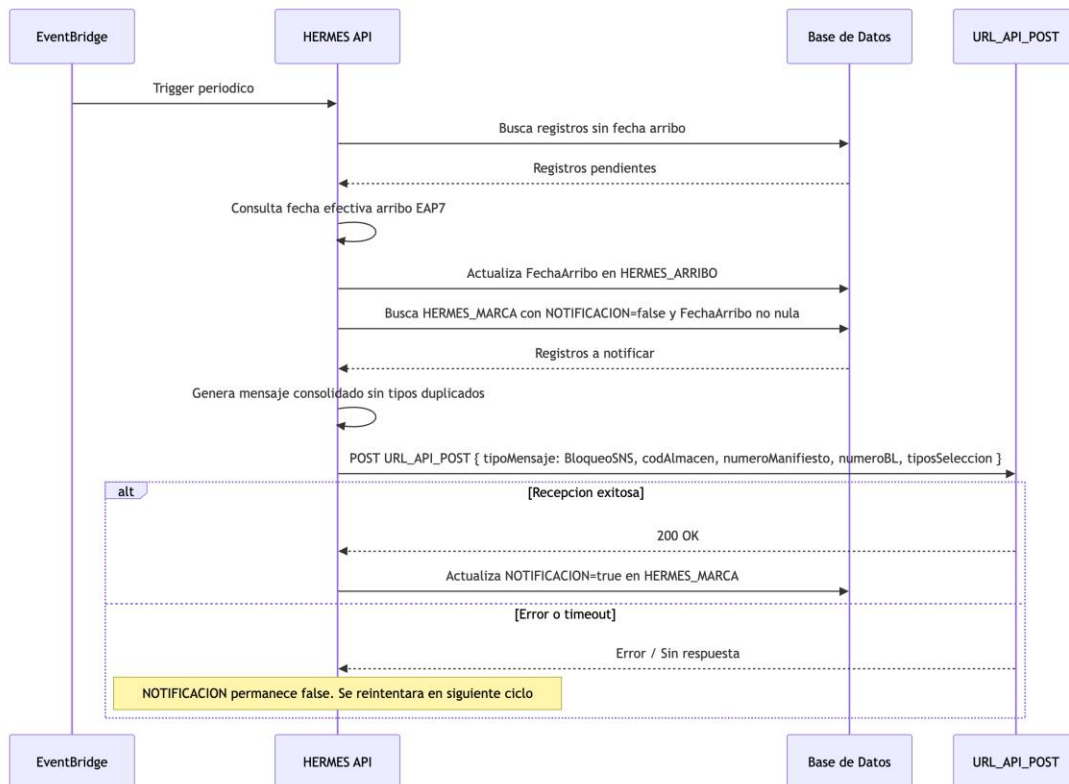 EventBridge
HERMES API
Base de Datos
URL_API_POST
Trigger periodico
Busca registros sin fecha arribo
Registros pendientes
Consulta fecha efectiva arribo EAP7
Actualiza FechaArribo en HERMES_ARRIBO
Busca HERMES_MARCA con NOTIFICACION=false y FechaArribo no nula
Registros a notificar
Genera mensaje consolidado sin tipos duplicados
POST URL_API_POST { tipoMensaje: BloqueoSNS, codAlmacen, numeroManifiesto, numeroBL, tiposSeleccion }
alt
[Recepcion exitosa]
200 OK
Actualiza NOTIFICACION=true en HERMES_MARCA
[Error o timeout]
Error / Sin respuesta
NOTIFICACION permanece false. Se reintentara en siguiente ciclo
EventBridge
HERMES API
Base de Datos
URL_API_POST